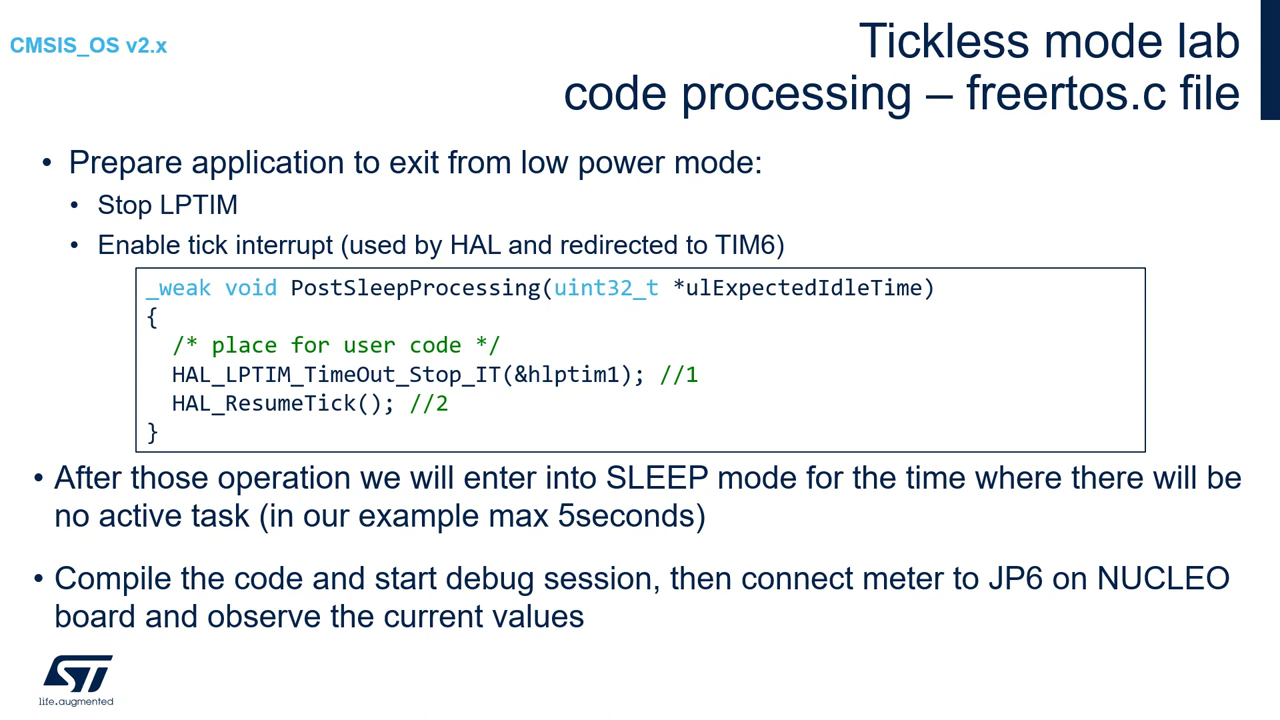 CMSIS_OS v2.x
Tickless mode lab
code processing – freertos.c file
• Prepare application to exit from low power mode:
• Stop LPTIM
• Enable tick interrupt (used by HAL and redirected to TIM6)
_weak void PostSleepProcessing(uint32_t *ulExpectedIdleTime)
{
/* place for user code */
HAL_LPTIM_TimeOut_Stop_IT(&hlptim1); //1
HAL_ResumeTick(); //2
}
• After those operation we will enter into SLEEP mode for the time where there will be
no active task (in our example max 5seconds)
• Compile the code and start debug session, then connect meter to JP6 on NUCLEO
board and observe the current values
ST
life.augmented